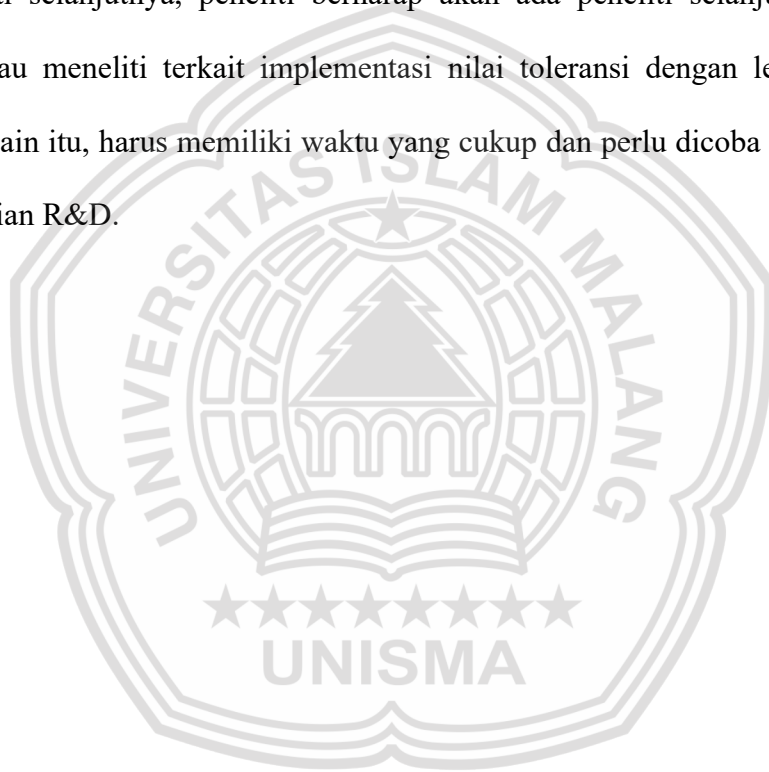 selanjutnya, peneliti berharap akan ada peneliti
meneliti terkait implementasi nilai toleransi dengan
itu, harus memiliki waktu yang cukup dan perlu dicoba
R&D.
UNIVERSITAS ISLAM MALANG
UNISMA